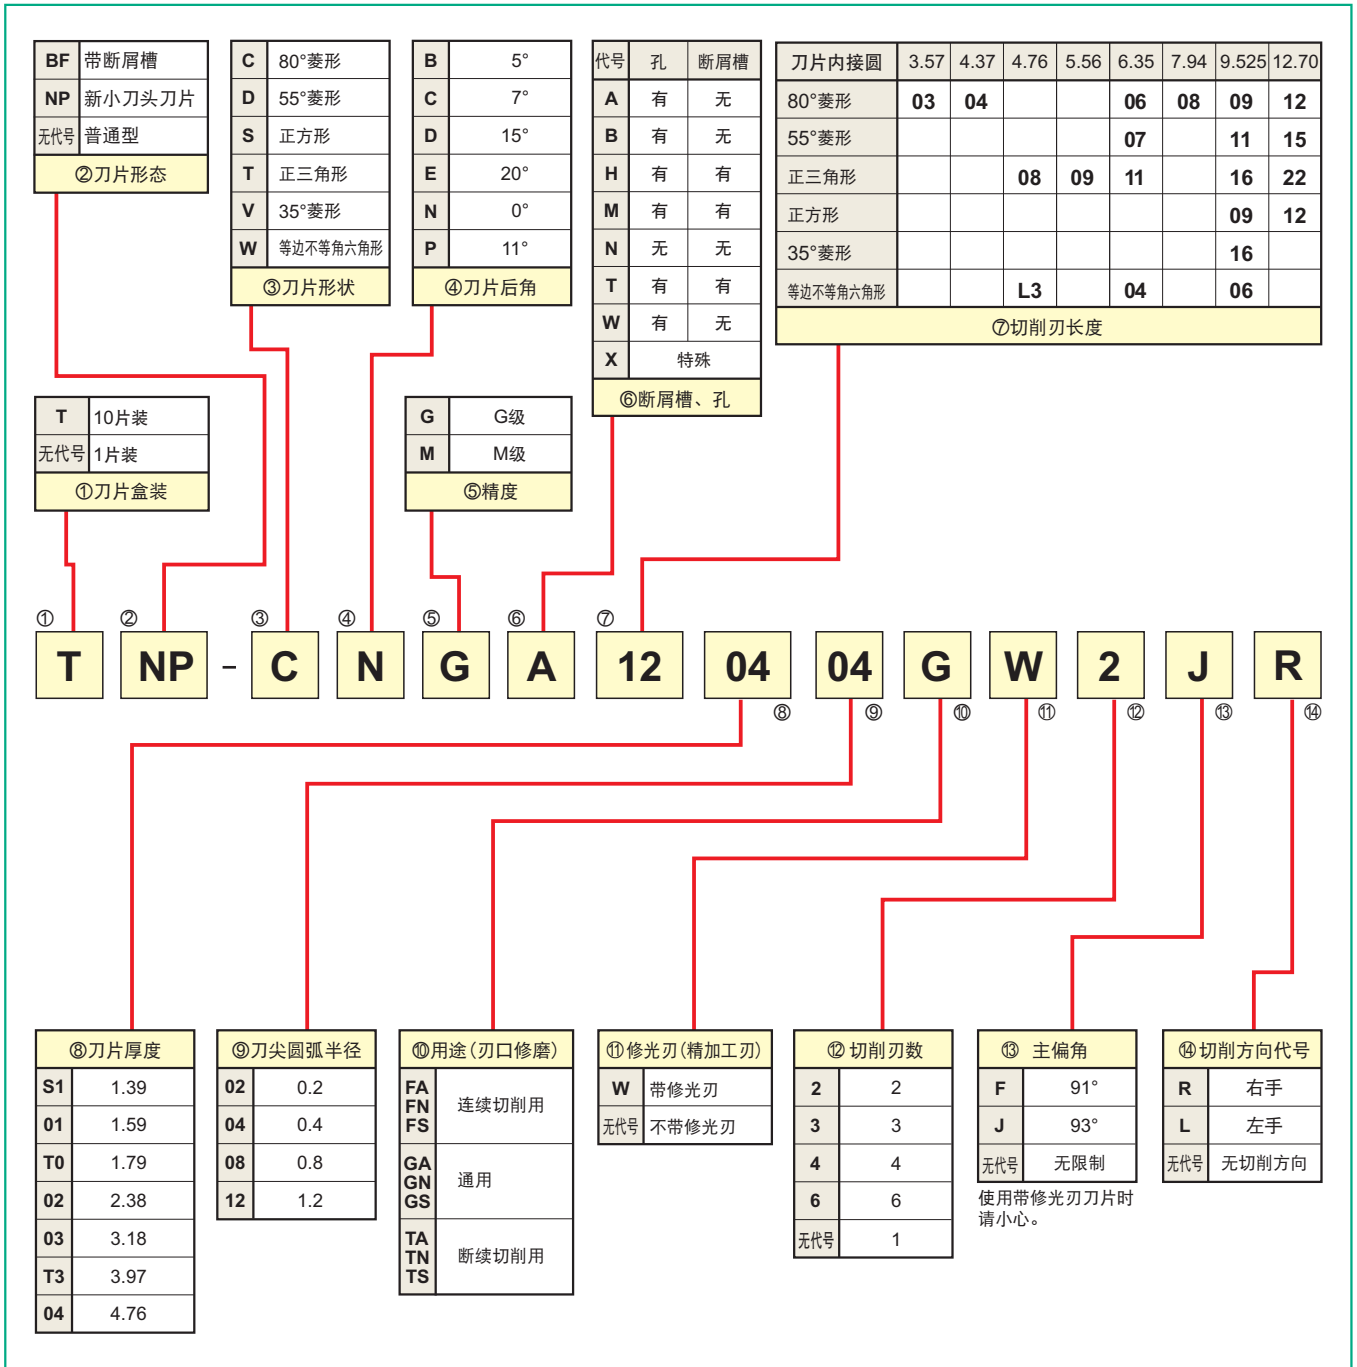 BF 带断屑槽
NP 新小刀头刀片
无代号 普通型
②刀片形态
C 80°菱形
D 55°菱形
S 正方形
T 正三角形
V 35°菱形
W 等边不等角六角形
③刀片形状
B 5°
C 7°
D 15°
E 20°
N 0°
P 11°
④刀片后角
代号 孔 断屑槽
A 有 无
B 有 无
H 有 有
M 有 有
N 无 无
T 有 有
W 有 无
X 特殊
⑥断屑槽、孔
刀片内接圆 3.57 4.37 4.76 5.56 6.35 7.94 9.525 12.70
80°菱形 03 04 06 08 09 12
55°菱形 07 11 15
正三角形 08 09 11 16 22
正方形 09 12
35°菱形 16
等边不等角六角形 L3 04 06
⑦切削刃长度
T 10片装
无代号 1片装
①刀片盒装
G G级
M M级
⑤精度
① ② ③ ④ ⑤ ⑥ ⑦
T NP - C N G A 12 04 04 G W 2 J R
⑧ ⑨ ⑩ ⑪ ⑫ ⑬ ⑭
⑧刀片厚度
S1 1.39
01 1.59
T0 1.79
02 2.38
03 3.18
T3 3.97
04 4.76
⑨刀尖圆弧半径
02 0.2
04 0.4
08 0.8
12 1.2
⑩用途(刃口修磨)
FA
FN 连续切削用
FS
GA
GN 通用
GS
TA
TN 断续切削用
TS
⑪修光刃(精加工刃)
W 带修光刃
无代号 不带修光刃
⑫ 切削刃数
2 2
3 3
4 4
6 6
无代号 1
⑬ 主偏角
F 91°
J 93°
无代号 无限制
使用带修光刃刀片时
请小心。
⑭切削方向代号
R 右手
L 左手
无代号 无切削方向